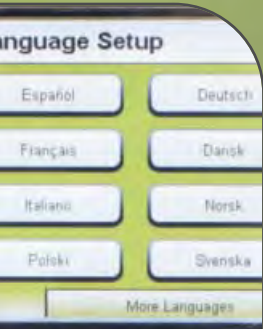 anguage Setup
Español Deutsch
Français Dansk
Italiano Norsk
Polski Svenska
More Languages